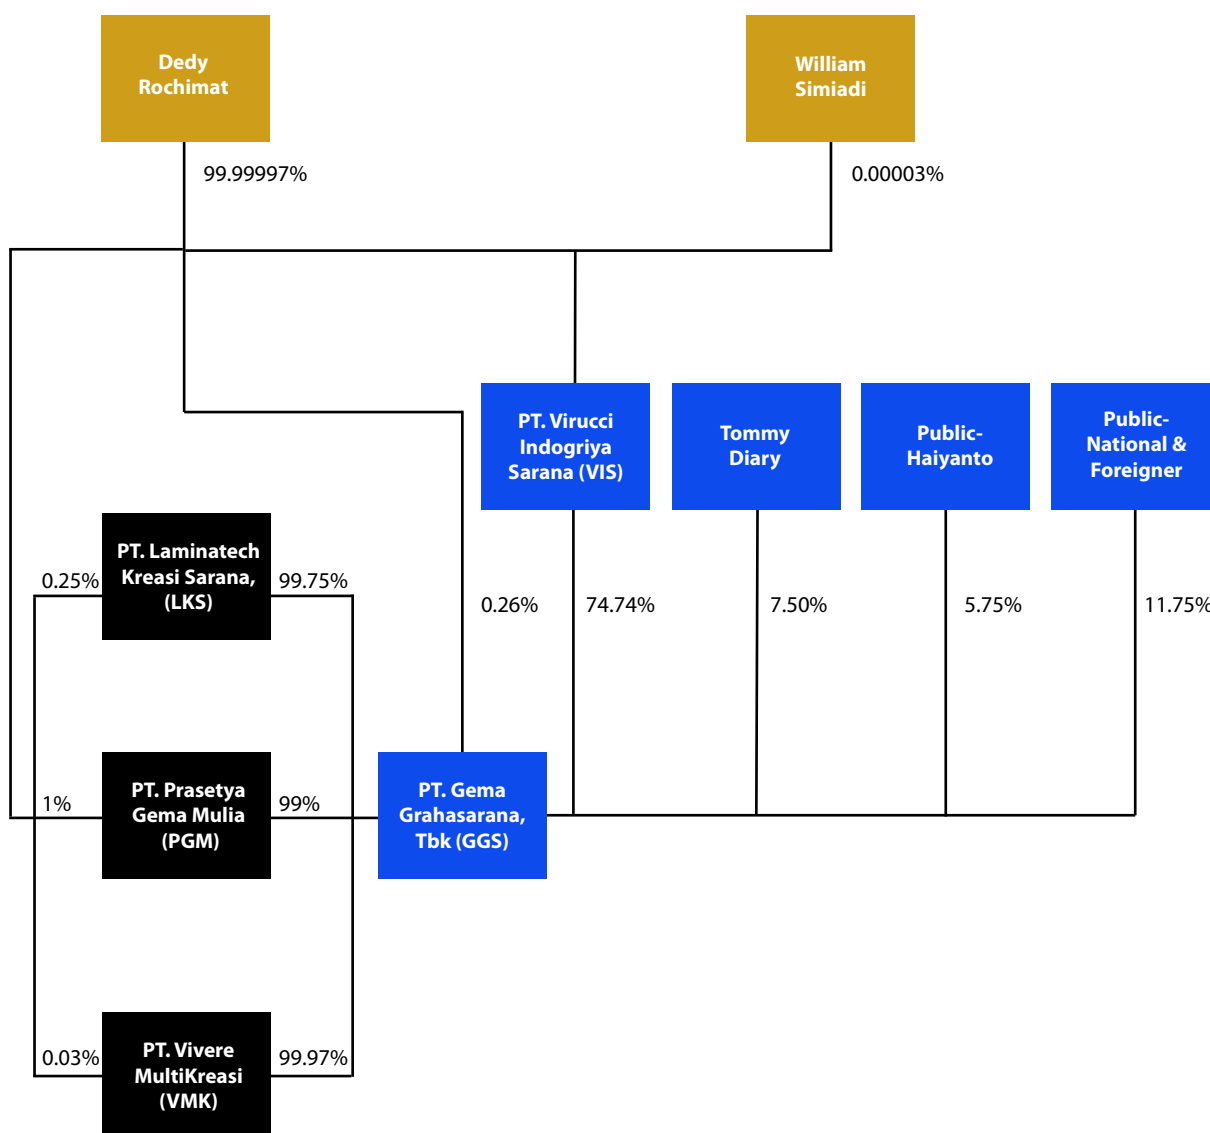 Dedy
Rochimat
William
Simiadi
99.99997%
0.00003%
PT. Virucci
Indogriya
Sarana (VIS)
Tommy
Diary
Public-
Haiyanto
Public-
National &
Foreigner
PT. Laminatech
Kreasi Sarana,
(LKS)
0.25%
99.75%
0.26%
74.74%
7.50%
5.75%
11.75%
PT. Prasetya
Gema Mulia
(PGM)
1%
99%
PT. Gema
Grahasarana,
Tbk (GGS)
PT. Vivere
MultiKreasi
(VMK)
0.03%
99.97%